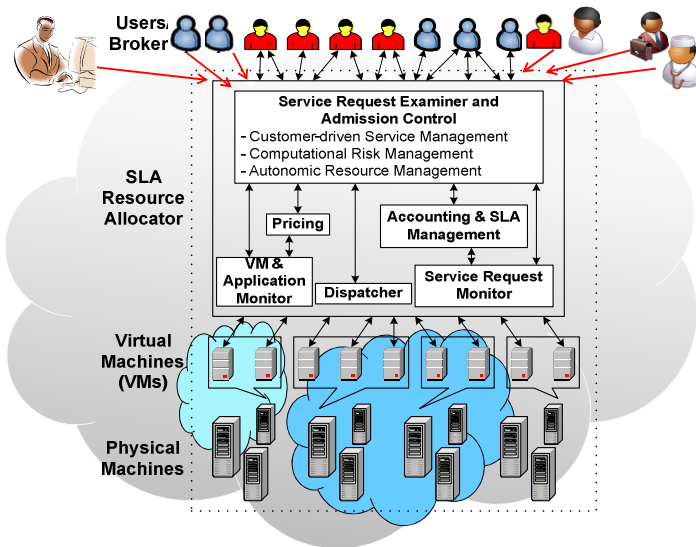 Users/
Broker
Service Request Examiner and
Admission Control
- Customer-driven Service Management
- Computational Risk Management
- Autonomic Resource Management
SLA
Resource
Allocator
Pricing
Accounting & SLA
Management
VM &
Application
Monitor
Dispatcher
Service Request
Monitor
Virtual
Machines
(VMs)
Physical
Machines